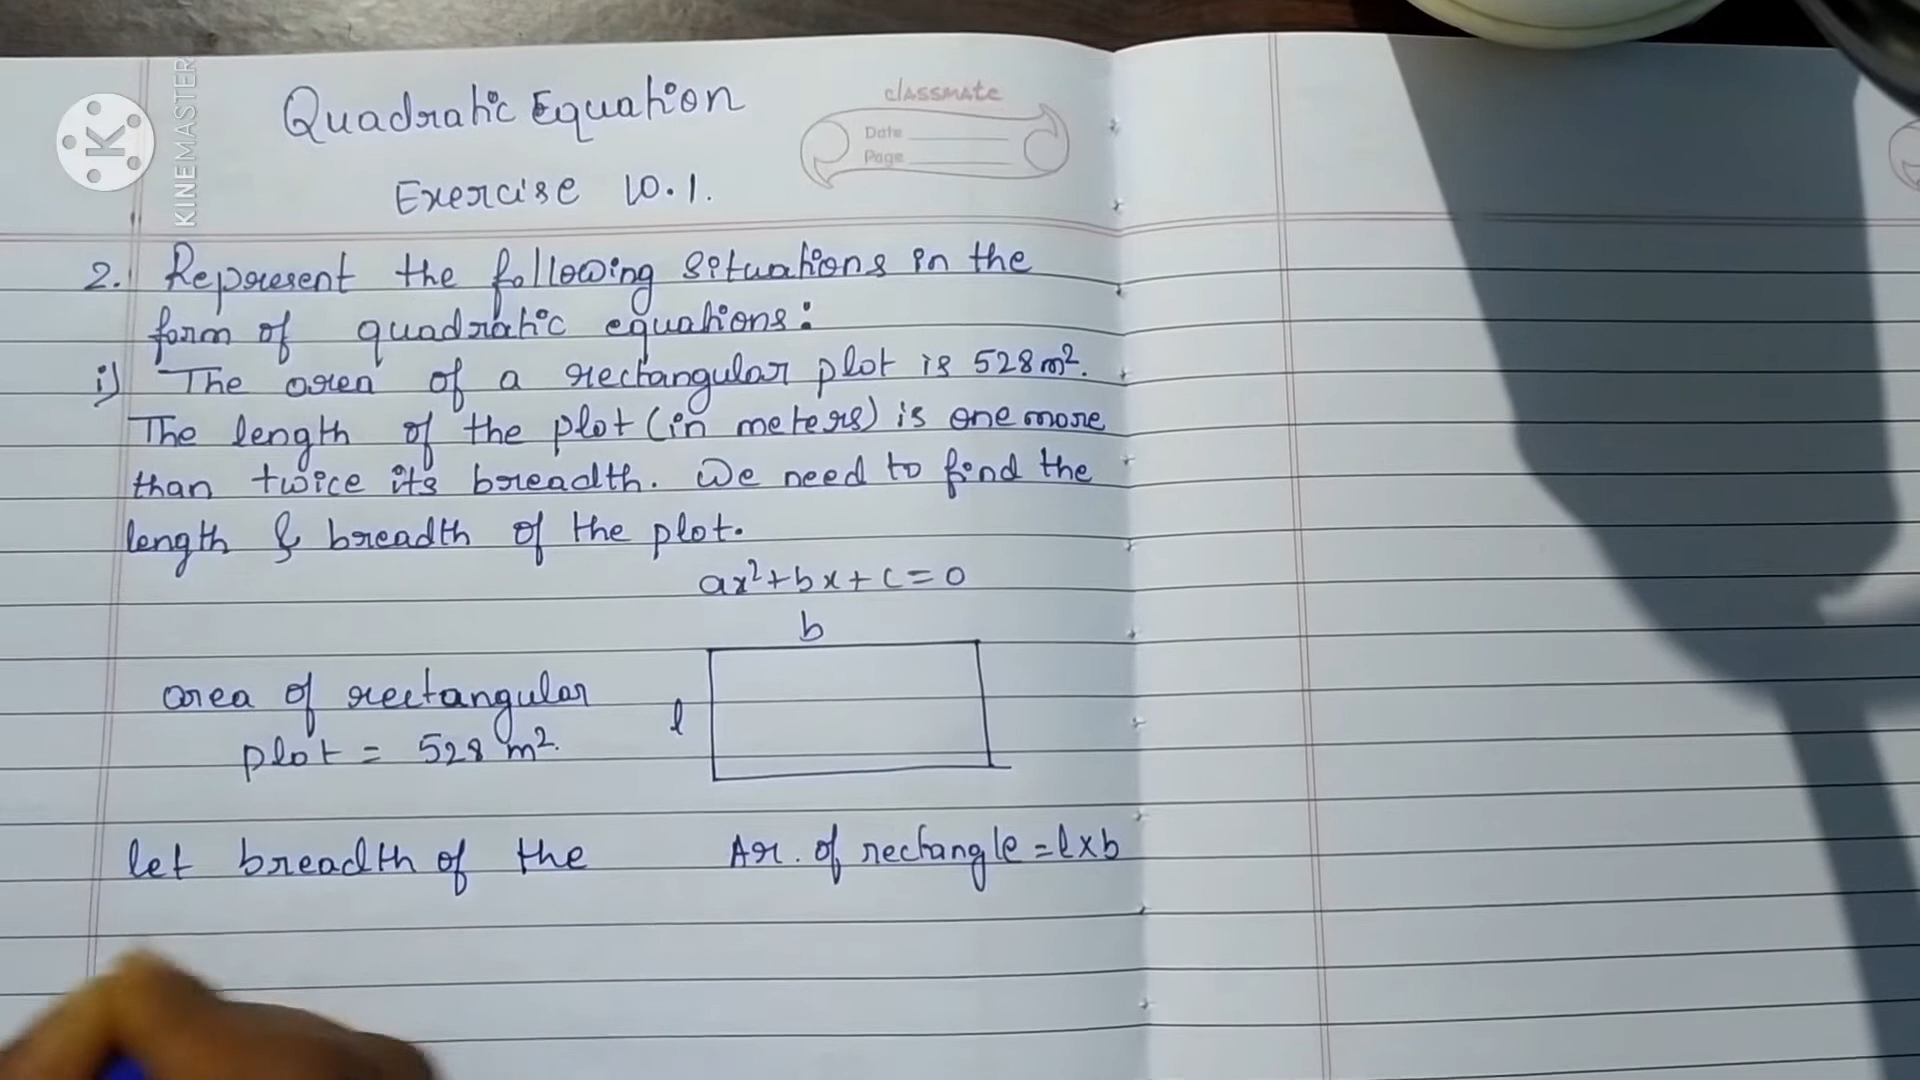 KINEMASTER
Quadratic Equation
classmate
Date
Page
Exercise 10.1.
2. Represent the following situations in the
form of quadratic equations:
i) The area of a rectangular plot is 528m².
The length of the plot (in meters) is one more
than twice its breadth. We need to find the
length & breadth of the plot.
ax²+bx+c=0
b
area of rectangular
l
plot = 528 m².
let breadth of the
Ar. of rectangle = l×b